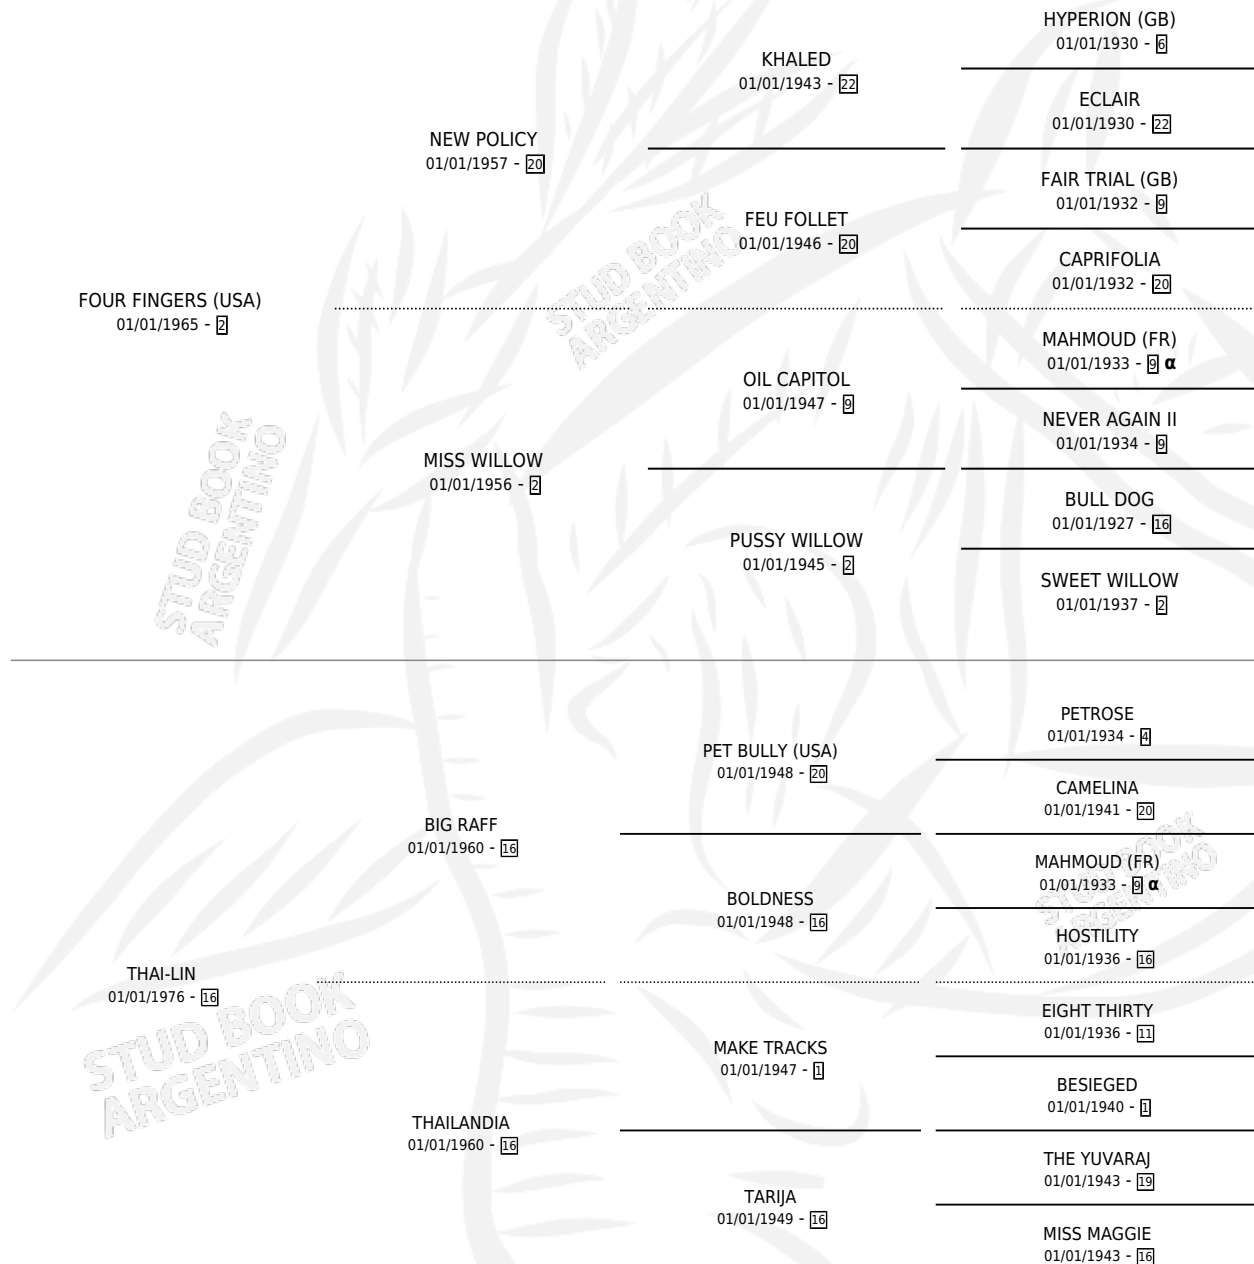 HYPERION (GB)
01/01/1930 - 6
KHALED
01/01/1943 - 22
ECLAIR
01/01/1930 - 22
NEW POLICY
01/01/1957 - 20
FAIR TRIAL (GB)
01/01/1932 - 9
FEU FOLLET
01/01/1946 - 20
CAPRIFOLIA
01/01/1932 - 20
FOUR FINGERS (USA)
01/01/1965 - 2
MAHMOUD (FR)
01/01/1933 - 9 α
OIL CAPITOL
01/01/1947 - 9
NEVER AGAIN II
01/01/1934 - 9
MISS WILLOW
01/01/1956 - 2
BULL DOG
01/01/1927 - 16
PUSSY WILLOW
01/01/1945 - 2
SWEET WILLOW
01/01/1937 - 2
PETROSE
01/01/1934 - 4
PET BULLY (USA)
01/01/1948 - 20
CAMELINA
01/01/1941 - 20
BIG RAFF
01/01/1960 - 16
MAHMOUD (FR)
01/01/1933 - 9 α
BOLDNESS
01/01/1948 - 16
HOSTILITY
01/01/1936 - 16
THAI-LIN
01/01/1976 - 16
EIGHT THIRTY
01/01/1936 - 11
MAKE TRACKS
01/01/1947 - 1
BESIEGED
01/01/1940 - 1
THAILANDIA
01/01/1960 - 16
THE YUVARAJ
01/01/1943 - 19
TARIJA
01/01/1949 - 16
MISS MAGGIE
01/01/1943 - 16
STUD BOOK
ARGENTINO
STUD BOOK
ARGENTINO
STUD BOOK
ARGENTINO
STUD BOOK
ARGENTINO